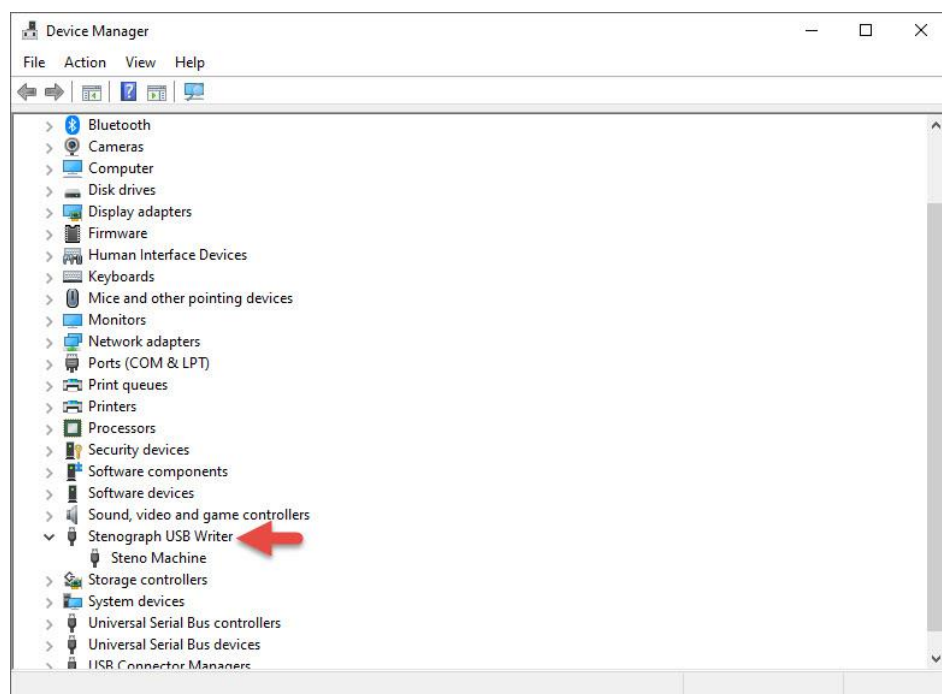 Device Manager
File Action View Help
Bluetooth
Cameras
Computer
Disk drives
Display adapters
Firmware
Human Interface Devices
Keyboards
Mice and other pointing devices
Monitors
Network adapters
Ports (COM & LPT)
Print queues
Printers
Processors
Security devices
Software components
Software devices
Sound, video and game controllers
Stenograph USB Writer
Steno Machine
Storage controllers
System devices
Universal Serial Bus controllers
Universal Serial Bus devices
USB Connector Managers